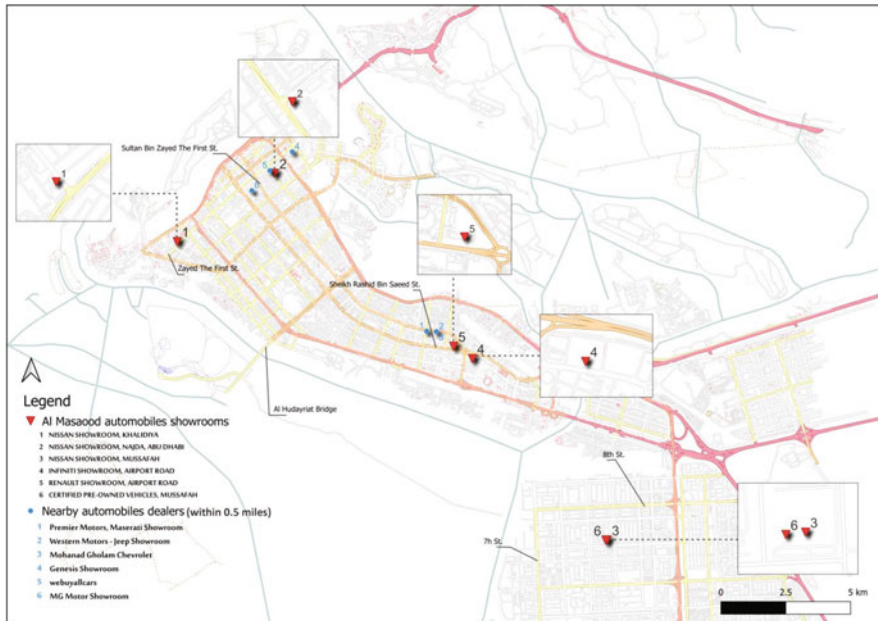 2
1
4
Sultan Bin Zayed The First St.
5
2
6
5
1
Zayed The First St.
Sheikh Rashid Bin Saeed St.
1
2
5
4
4
Al Hudayriat Bridge
8th St.
7h St.
6 3
6 3
Legend
Al Masaood automobiles showrooms
1 NISSAN SHOWROOM, KHALIDIYA
2 NISSAN SHOWROOM, NAJDA, ABU DHABI
3 NISSAN SHOWROOM, MUSSAFAH
4 INFINITI SHOWROOM, AIRPORT ROAD
5 RENAULT SHOWROOM, AIRPORT ROAD
6 CERTIFIED PRE-OWNED VEHICLES, MUSSAFAH
Nearby automobiles dealers (within 0.5 miles)
1 Premier Motors, Maserati Showroom
2 Western Motors - Jeep Showroom
3 Mohanad Gholam Chevrolet
4 Genesis Showroom
5 webuyallcars
6 MG Motor Showroom
0 2.5 5 km